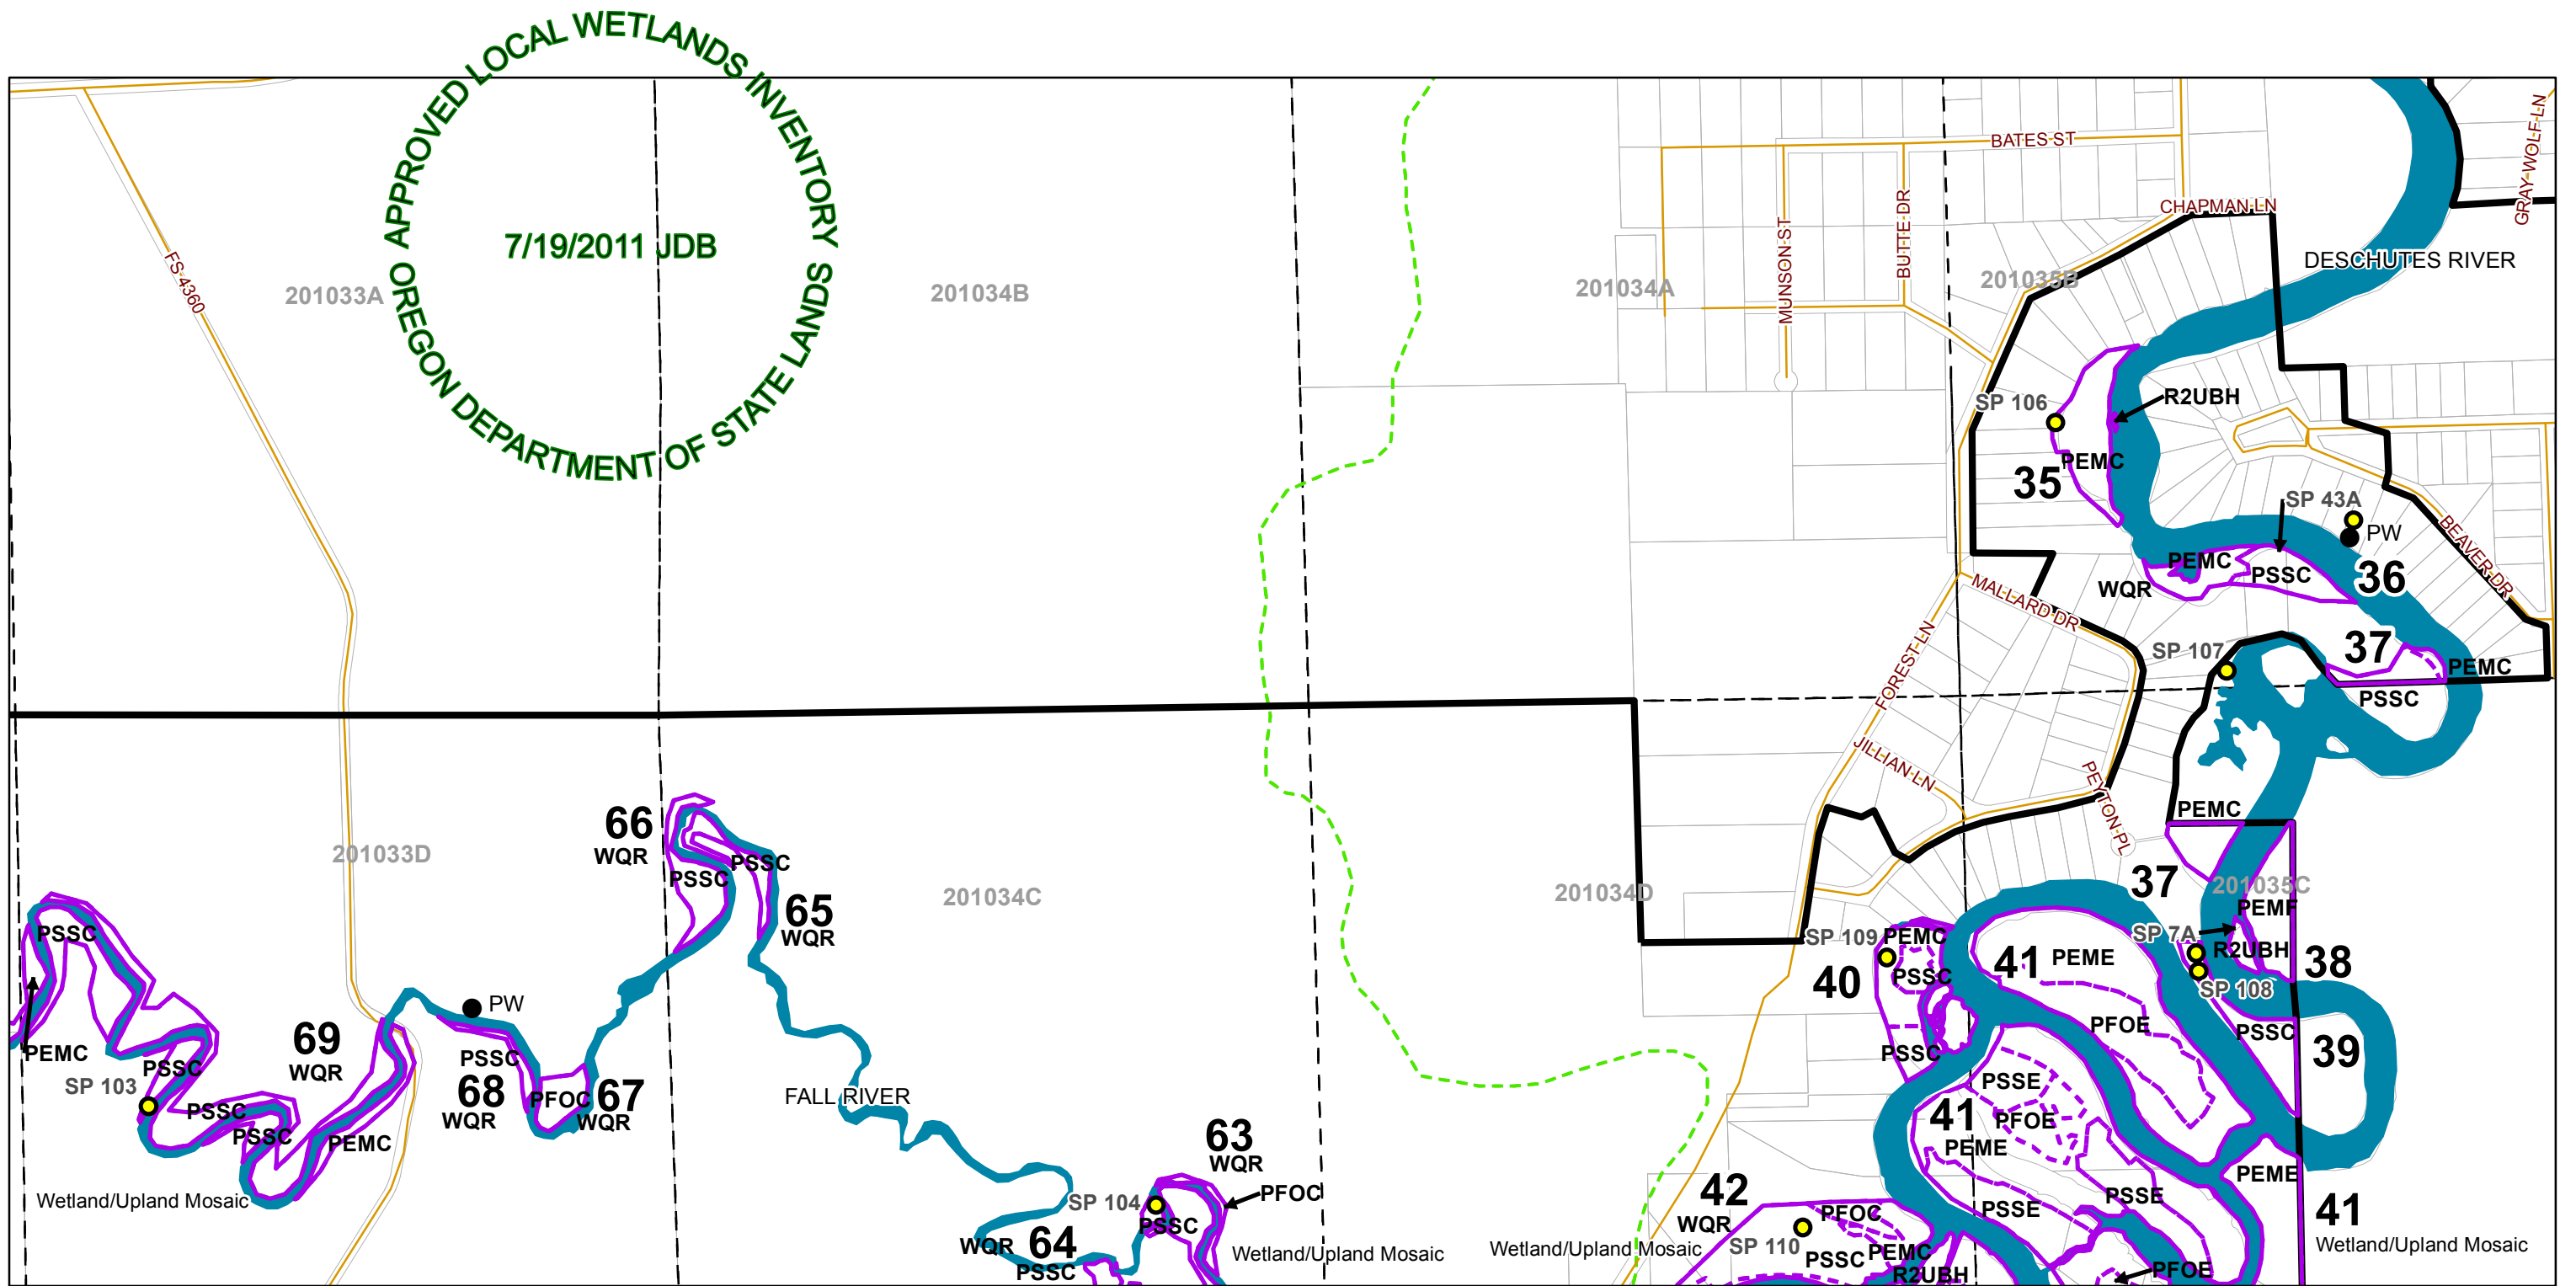 APPROVED LOCAL WETLANDS INVENTORY
7/19/2011 JDB
OREGON DEPARTMENT OF STATE LANDS
FS 4360
201033A
201034B
201034A
201035B
BATES ST
MUNSON ST
BUTTE DR
CHAPMAN LN
GRAY WOLF LN
DESCHUTES RIVER
SP 106
R2UBH
PEMC
35
SP 43A
PW
PEMC
PSSC
36
WQR
BEAVER DR
MALLARD DR
FOREST LN
SP 107
37
PEMC
PSSC
JILLIAN LN
PEYTON PL
PEMC
66
WQR
PSSC
PSSC
65
WQR
201033D
201034C
201034D
37
201035C
PEMF
SP 7A
R2UBH
38
SP 108
PSSC
39
PSSC
PEMC
SP 103
PSSC
PSSC
PSSC
69
WQR
PEMC
Wetland/Upland Mosaic
PW
PSSC
68
WQR
PFOC
67
WQR
FALL RIVER
SP 109
PEMC
PSSC
40
PSSC
41
PEME
PFOE
PSSE
41
PFOE
PEME
PSSE
PSSE
PEME
41
Wetland/Upland Mosaic
PFOE
63
WQR
SP 104
PFOC
PSSC
WQR
64
PSSC
Wetland/Upland Mosaic
42
WQR
PFOC
SP 110
Wetland/Upland Mosaic
PSSC
PEMC
R2UBH